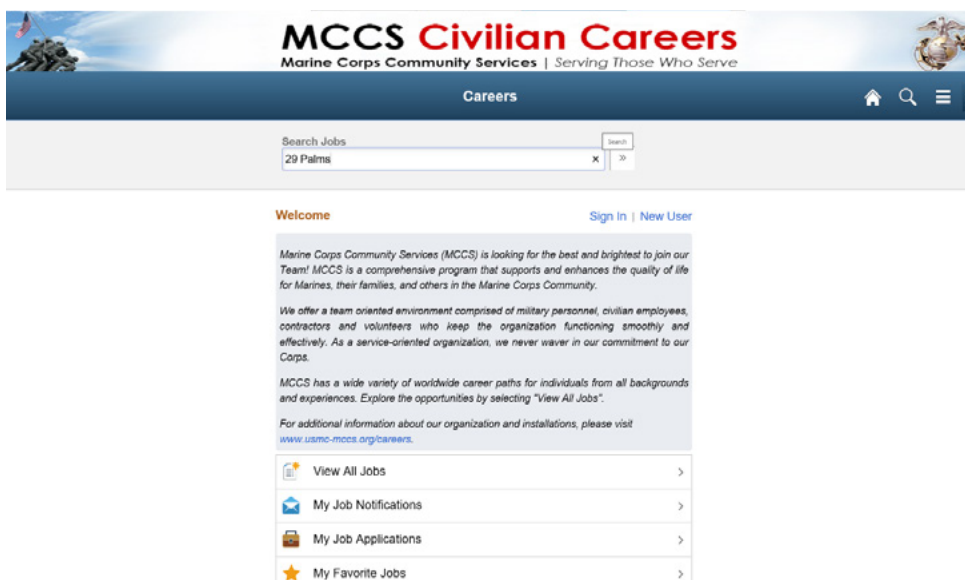 MCCS Civilian Careers
Marine Corps Community Services | Serving Those Who Serve
Careers
Search Jobs
Search
29 Palms × »
Welcome
Sign In | New User
Marine Corps Community Services (MCCS) is looking for the best and brightest to join our
Team! MCCS is a comprehensive program that supports and enhances the quality of life
for Marines, their families, and others in the Marine Corps Community.
We offer a team oriented environment comprised of military personnel, civilian employees,
contractors and volunteers who keep the organization functioning smoothly and
effectively. As a service-oriented organization, we never waver in our commitment to our
Corps.
MCCS has a wide variety of worldwide career paths for individuals from all backgrounds
and experiences. Explore the opportunities by selecting "View All Jobs".
For additional information about our organization and installations, please visit
www.usmc-mccs.org/careers.
View All Jobs
My Job Notifications
My Job Applications
My Favorite Jobs